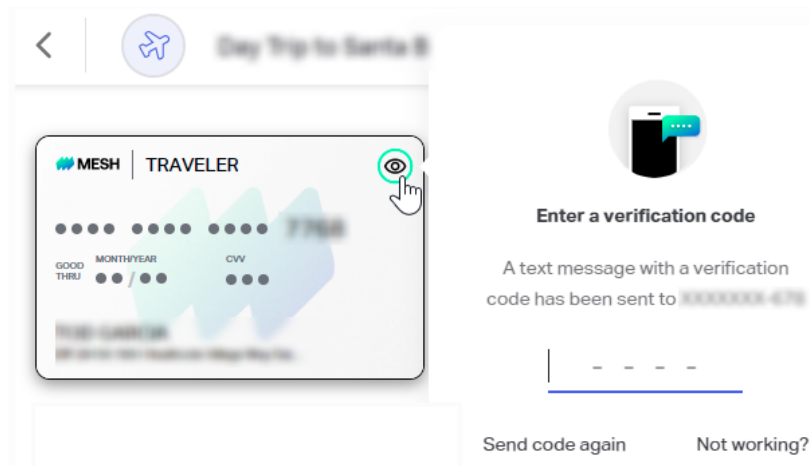 MESH TRAVELER
GOOD THRU
MONTH/YEAR
CVV
Enter a verification code
A text message with a verification
code has been sent to
Send code again
Not working?